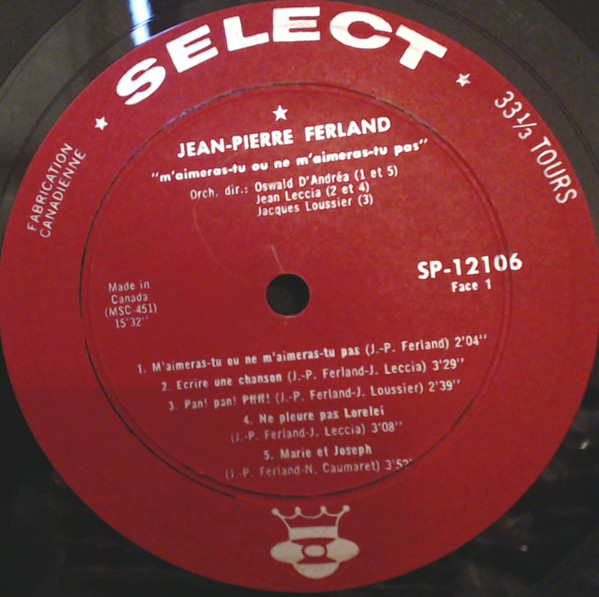 SELECT
FABRICATION
CANADIENNE
33⅓ TOURS
JEAN-PIERRE FERLAND
"m'aimeras-tu ou ne m'aimeras-tu pas"
Orch. dir.: Oswald D'Andréa (1 et 5)
Jean Leccia (2 et 4)
Jacques Loussier (3)
SP-12106
Face 1
Made in
Canada
(MSC-451)
15'32"
1. M'aimeras-tu ou ne m'aimeras-tu pas (J.-P. Ferland) 2'04"
2. Ecrire une chanson (J.-P. Ferland-J. Leccia) 3'29"
3. Pan! pan! Pffff! (J.-P. Ferland-J. Loussier) 2'39"
4. Ne pleure pas Lorelei
(J.-P. Ferland-J. Leccia) 3'08"
5. Marie et Joseph
(J.-P. Ferland-N. Caumaret) 3'52"